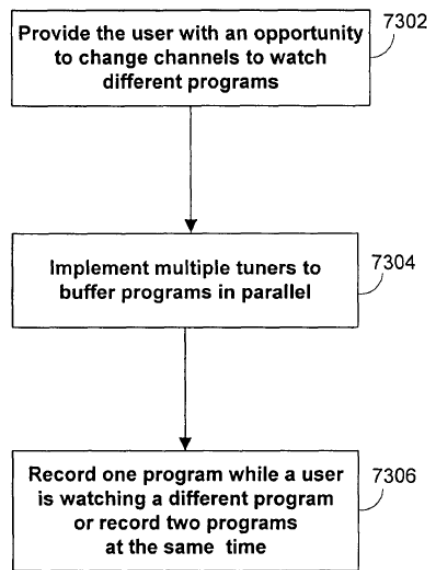 Provide the user with an opportunity
to change channels to watch
different programs
7302
Implement multiple tuners to
buffer programs in parallel
7304
Record one program while a user
is watching a different program
or record two programs
at the same time
7306